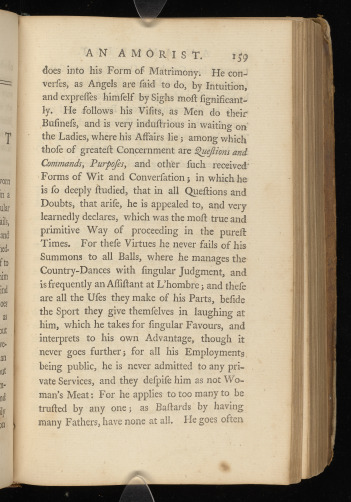 AN AMORIST. 159
does into his Form of Matrimony. He con-
verſes, as Angels are ſaid to do, by Intuition,
and expreſſes himſelf by Sighs moſt ſignificant-
ly. He follows his Viſits, as Men do their
Buſineſs, and is very induſtrious in waiting on
the Ladies, where his Affairs lie; among which
thoſe of greateſt Concernment are Queſtions and
Commands, Purpoſes, and other ſuch received
Forms of Wit and Converſation; in which he
is ſo deeply ſtudied, that in all Queſtions and
Doubts, that ariſe, he is appealed to, and very
learnedly declares, which was the moſt true and
primitive Way of proceeding in the pureſt
Times. For theſe Virtues he never fails of his
Summons to all Balls, where he manages the
Country-Dances with ſingular Judgment, and
is frequently an Aſſiſtant at L'hombre; and theſe
are all the Uſes they make of his Parts, beſide
the Sport they give themſelves in laughing at
him, which he takes for ſingular Favours, and
interprets to his own Advantage, though it
never goes further; for all his Employments
being public, he is never admitted to any pri-
vate Services, and they deſpiſe him as not Wo-
man's Meat: For he applies to too many to be
truſted by any one; as Baſtards by having
many Fathers, have none at all. He goes often